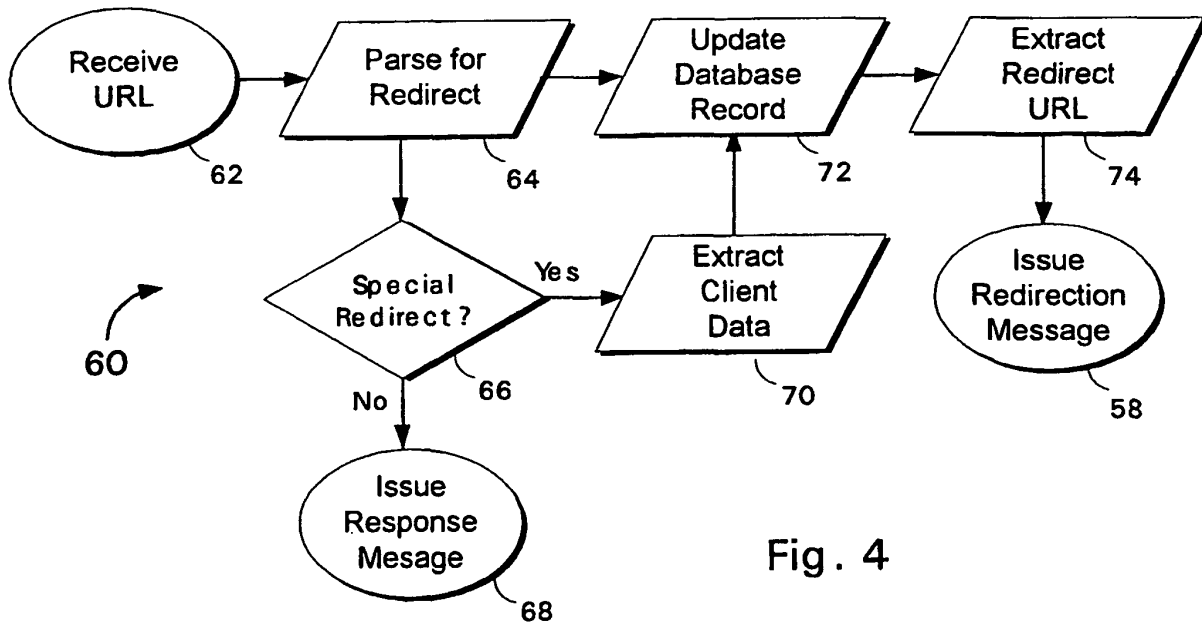 Receive
URL
62
Parse for
Redirect
64
Update
Database
Record
72
Extract
Redirect
URL
74
Special
Redirect?
66
Yes
No
Extract
Client
Data
70
Issue
Redirection
Message
58
60
Issue
Response
Mesage
68
Fig. 4